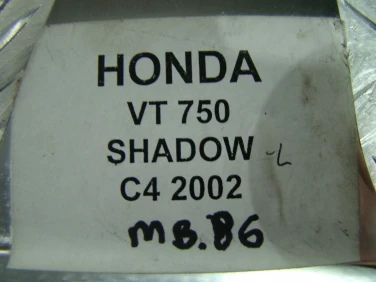 HONDA
VT 750
SHADOW -L
C4 2002
MB.B6